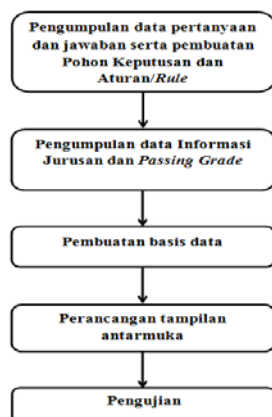 Pengumpulan data pertanyaan
dan jawaban serta pembuatan
Pohon Keputusan dan
Aturan/Rule
Pengumpulan data Informasi
Jurusan dan Passing Grade
Pembuatan basis data
Perancangan tampilan
antarmuka
Pengujian